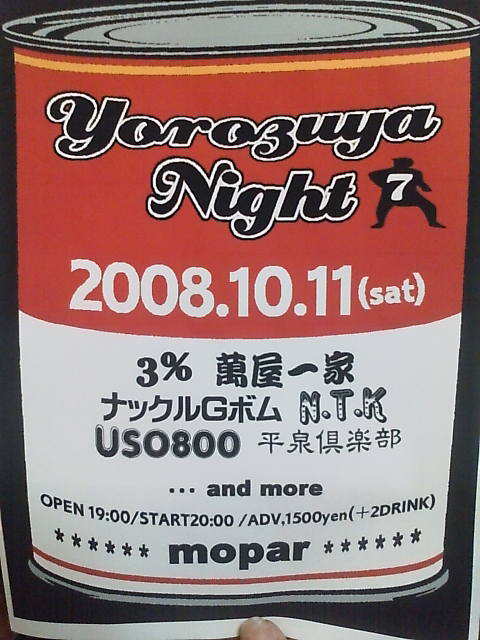 Yorozuya
Night 7
2008.10.11(sat)
3% 萬屋一家
ナックルGボム N.T.K
USO800 平泉倶楽部
... and more
OPEN 19:00/START20:00 /ADV,1500yen(+2DRINK)
****** mopar ******